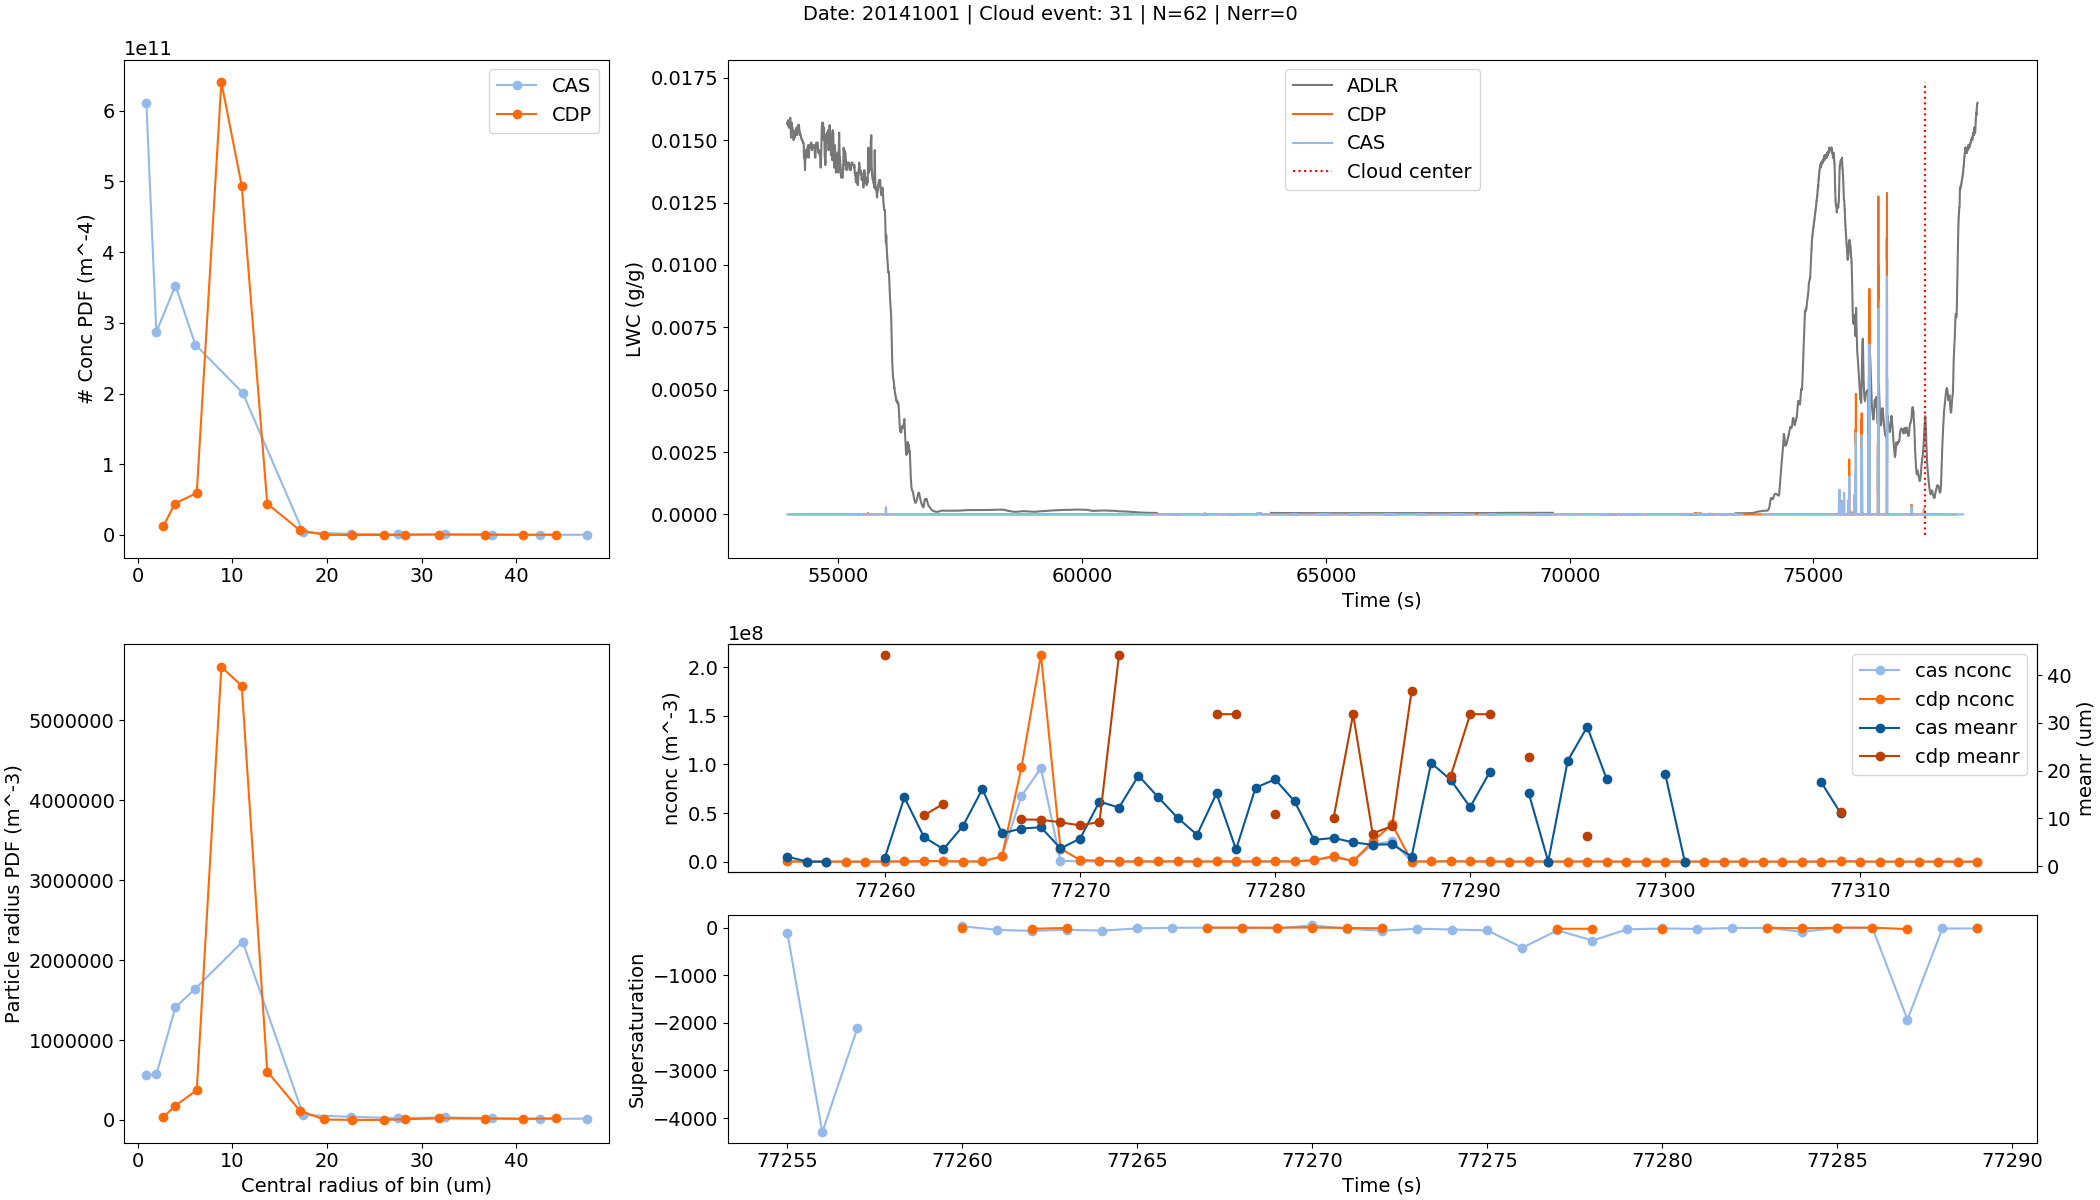 Date: 20141001 | Cloud event: 31 | N=62 | Nerr=0
1e11
# Conc PDF (m^-4)
6
5
4
3
2
1
0
0 10 20 30 40
CAS
CDP
LWC (g/g)
0.0175
0.0150
0.0125
0.0100
0.0075
0.0050
0.0025
0.0000
55000 60000 65000 70000 75000
Time (s)
ADLR
CDP
CAS
Cloud center
Particle radius PDF (m^-3)
5000000
4000000
3000000
2000000
1000000
0
0 10 20 30 40
Central radius of bin (um)
1e8
nconc (m^-3)
2.0
1.5
1.0
0.5
0.0
77260 77270 77280 77290 77300 77310
cas nconc
cdp nconc
cas meanr
cdp meanr
40
30
20
10
0
meanr (um)
Supersaturation
0
−1000
−2000
−3000
−4000
77255 77260 77265 77270 77275 77280 77285 77290
Time (s)